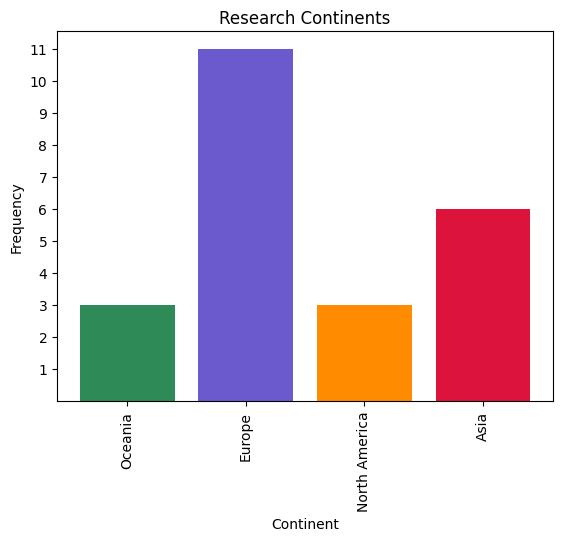 Research Continents
11
10
9
8
7
6
5
4
3
2
1
Frequency
Oceania
Europe
North America
Asia
Continent